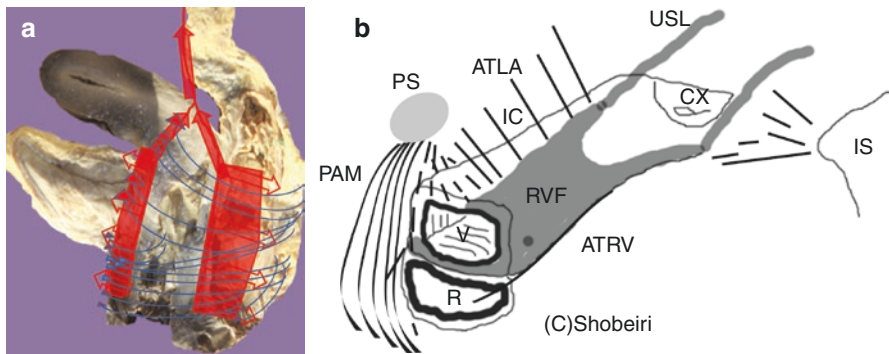 a
b
USL
ATLA
PS
CX
IC
IS
PAM
RVF
V
ATRV
R
(C)Shobeiri